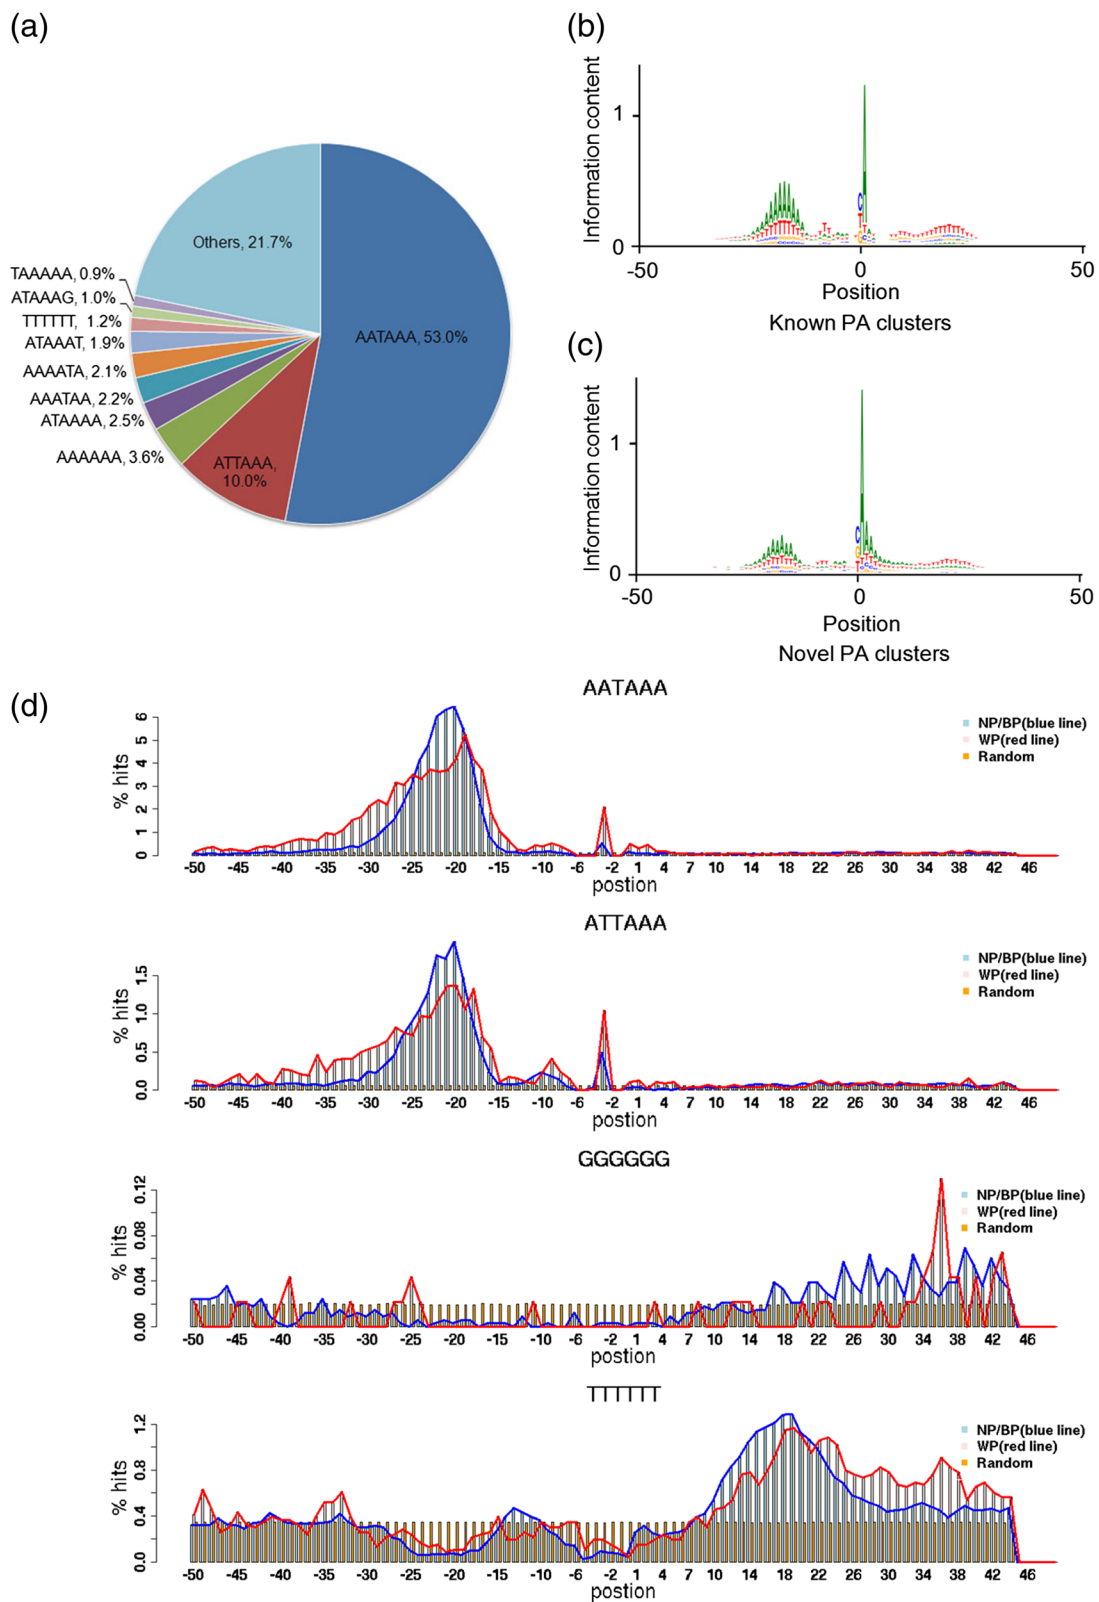 (a)
Others, 21.7%
TAAAAA, 0.9%
ATAAAG, 1.0%
TTTTTT, 1.2%
ATAAAT, 1.9%
AAAATA, 2.1%
AAATAA, 2.2%
ATAAAA, 2.5%
AAAAAA, 3.6%
ATTAAA,
10.0%
AATAAA, 53.0%
(b)
Information content
1
0
-50 0 50
Position
Known PA clusters
(c)
Information content
1
0
-50 0 50
Position
Novel PA clusters
(d)
AATAAA
% hits
6
5
4
3
2
1
0
NP/BP(blue line)
WP(red line)
Random
-50 -45 -40 -35 -30 -25 -20 -15 -10 -6 -2 1 4 7 10 14 18 22 26 30 34 38 42 46
postion
ATTAAA
% hits
1.5
1.0
0.5
0.0
NP/BP(blue line)
WP(red line)
Random
-50 -45 -40 -35 -30 -25 -20 -15 -10 -6 -2 1 4 7 10 14 18 22 26 30 34 38 42 46
postion
GGGGGG
% hits
0.12
0.08
0.04
0.00
NP/BP(blue line)
WP(red line)
Random
-50 -45 -40 -35 -30 -25 -20 -15 -10 -6 -2 1 4 7 10 14 18 22 26 30 34 38 42 46
postion
TTTTTT
% hits
1.2
0.8
0.4
0.0
NP/BP(blue line)
WP(red line)
Random
-50 -45 -40 -35 -30 -25 -20 -15 -10 -6 -2 1 4 7 10 14 18 22 26 30 34 38 42 46
postion